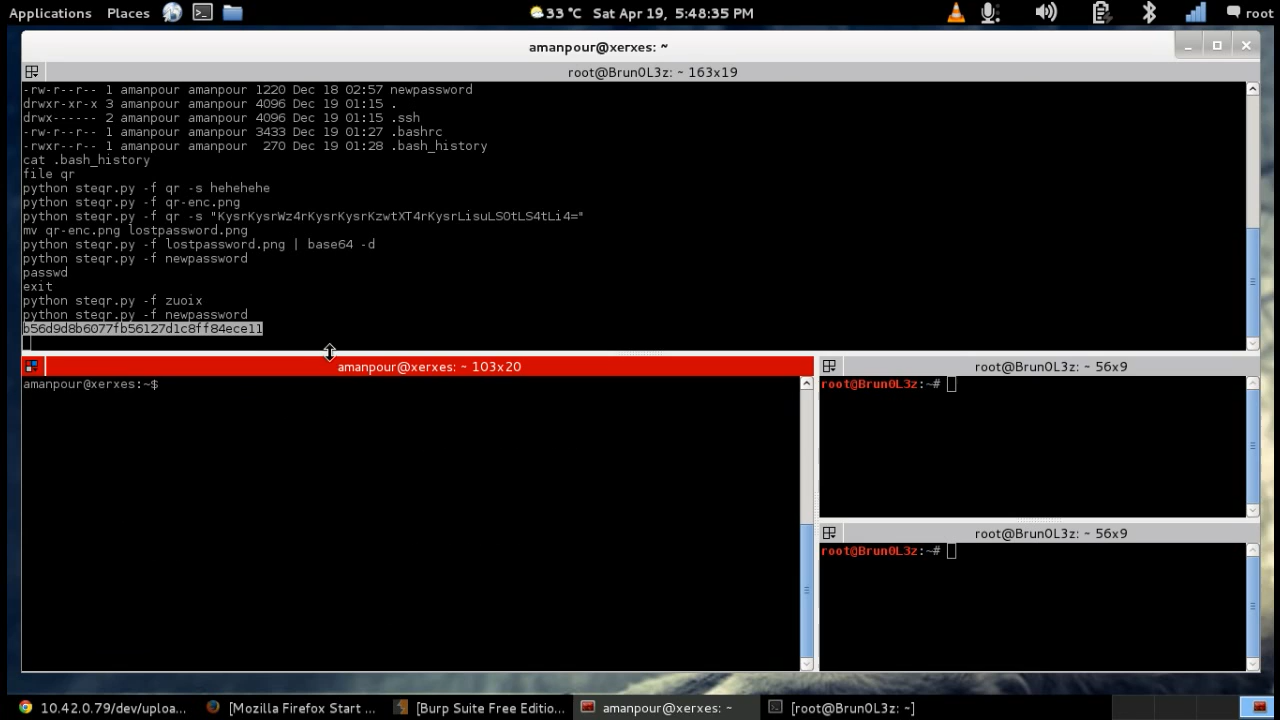 Applications Places 33 °C Sat Apr 19, 5:48:35 PM root
amanpour@xerxes: ~
root@Brun0L3z: ~ 163x19
-rw-r--r-- 1 amanpour amanpour 1220 Dec 18 02:57 newpassword
drwxr-xr-x 3 amanpour amanpour 4096 Dec 19 01:15 .
drwx------ 2 amanpour amanpour 4096 Dec 19 01:15 .ssh
-rw-r--r-- 1 amanpour amanpour 3433 Dec 19 01:27 .bashrc
-rwxr--r-- 1 amanpour amanpour  270 Dec 19 01:28 .bash_history
cat .bash_history
file qr
python steqr.py -f qr -s hehehehe
python steqr.py -f qr-enc.png
python steqr.py -f qr -s "KysrKysrWz4rKysrKysrKzwtXT4rKysrLisuLS0tLS4tLi4="
mv qr-enc.png lostpassword.png
python steqr.py -f lostpassword.png | base64 -d
python steqr.py -f newpassword
passwd
exit
python steqr.py -f zuoix
python steqr.py -f newpassword
b56d9d8b6077fb56127d1c8ff84ece11
amanpour@xerxes: ~ 103x20
amanpour@xerxes:~$
root@Brun0L3z: ~ 56x9
root@Brun0L3z:~#
root@Brun0L3z: ~ 56x9
root@Brun0L3z:~#
10.42.0.79/dev/uploa... [Mozilla Firefox Start ... [Burp Suite Free Edition... amanpour@xerxes: ~ [root@Brun0L3z: ~]